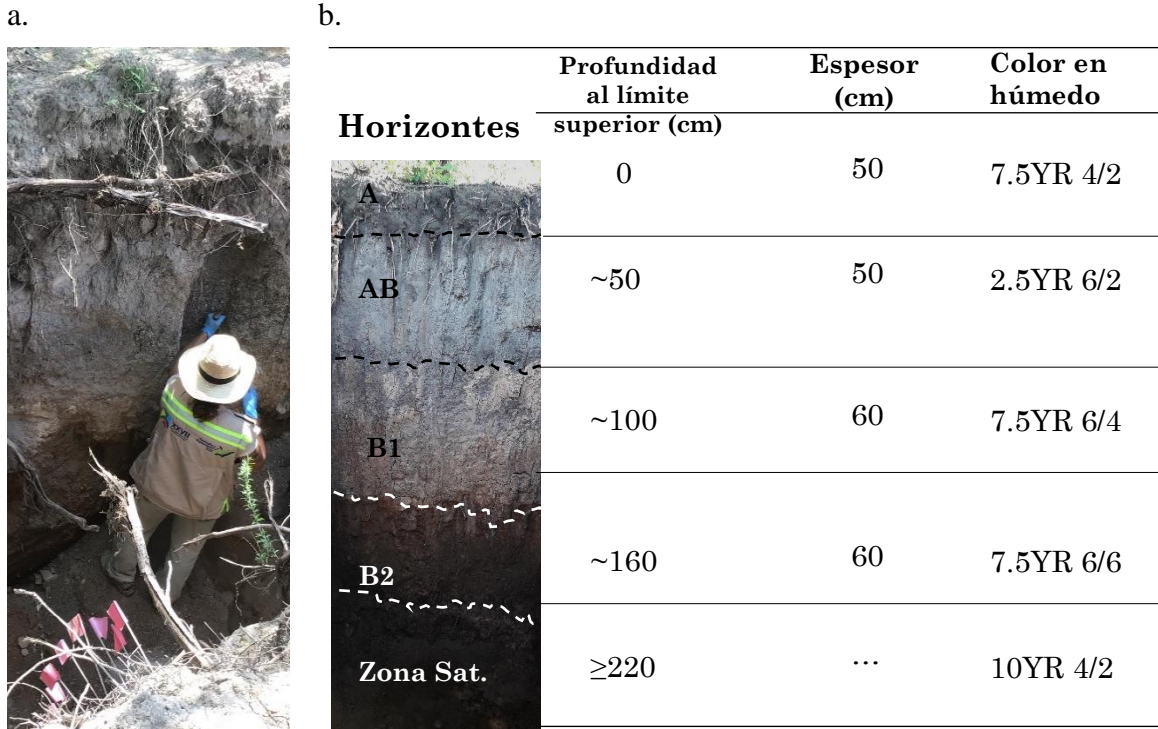 a.
b.
Horizontes
Profundidad
al límite
superior (cm)
Espesor
(cm)
Color en
húmedo
A
0
50
7.5YR 4/2
AB
~50
50
2.5YR 6/2
B1
~100
60
7.5YR 6/4
B2
~160
60
7.5YR 6/6
Zona Sat.
≥220
...
10YR 4/2